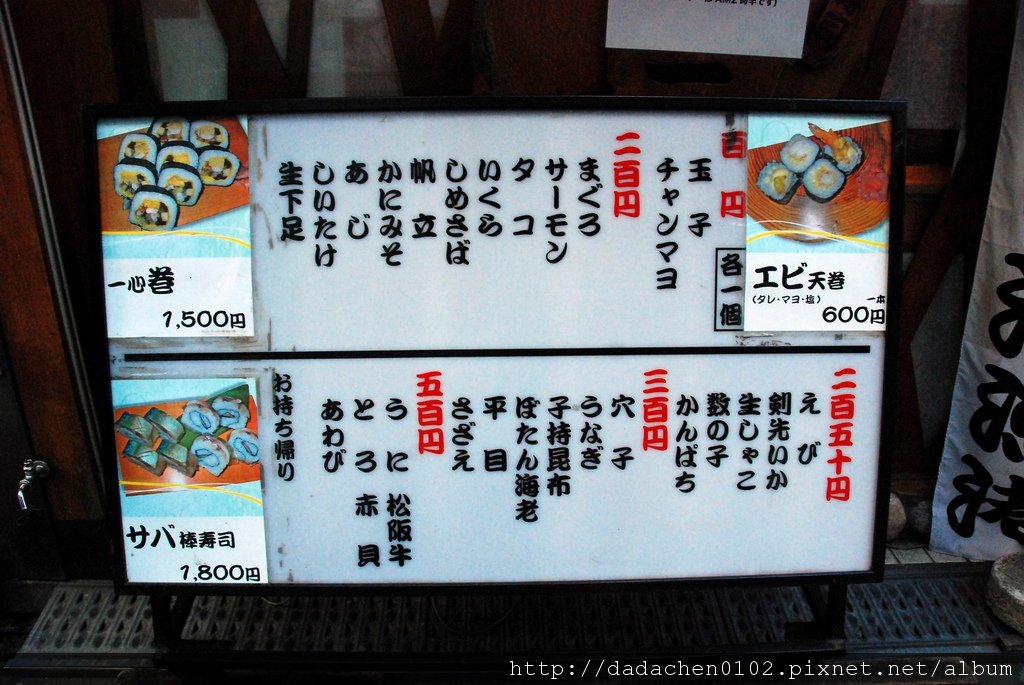 百円
各一個
玉子
チャンマヨ
二百円
まぐろ
サーモン
タコ
いくら
しめさば
帆立
かにみそ
あじ
しいたけ
生下足
エビ天巻
(タレ・マヨ・塩)
一本
600円
一心巻
1,500円
二百五十円
えび
剣先いか
生しゃこ
数の子
かんぱち
三百円
穴子
うなぎ
子持昆布
ぼたん海老
平目
さざえ
五百円
うに 松阪牛
とろ 赤貝
あわび
お持ち帰り
サバ棒寿司
1,800円
http://dadachen0102.pixnet.net/album